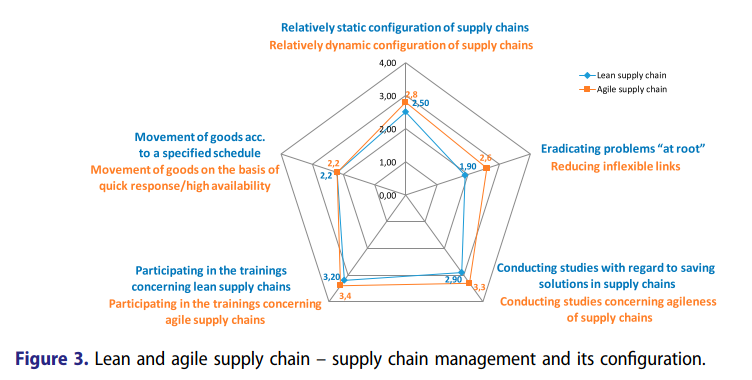 Relatively static configuration of supply chains
Relatively dynamic configuration of supply chains
4,00
Lean supply chain
Agile supply chain
3,00
2,8
2,50
2,00
Movement of goods acc.
to a specified schedule
Movement of goods on the basis of
quick response/high availability
2,2
2,2
1,90
2,6
Eradicating problems “at root”
Reducing inflexible links
1,00
0,00
Participating in the trainings
concerning lean supply chains
Participating in the trainings concerning
agile supply chains
3,20
3,4
2,90
3,3
Conducting studies with regard to saving
solutions in supply chains
Conducting studies concerning agileness
of supply chains
Figure 3. Lean and agile supply chain – supply chain management and its configuration.